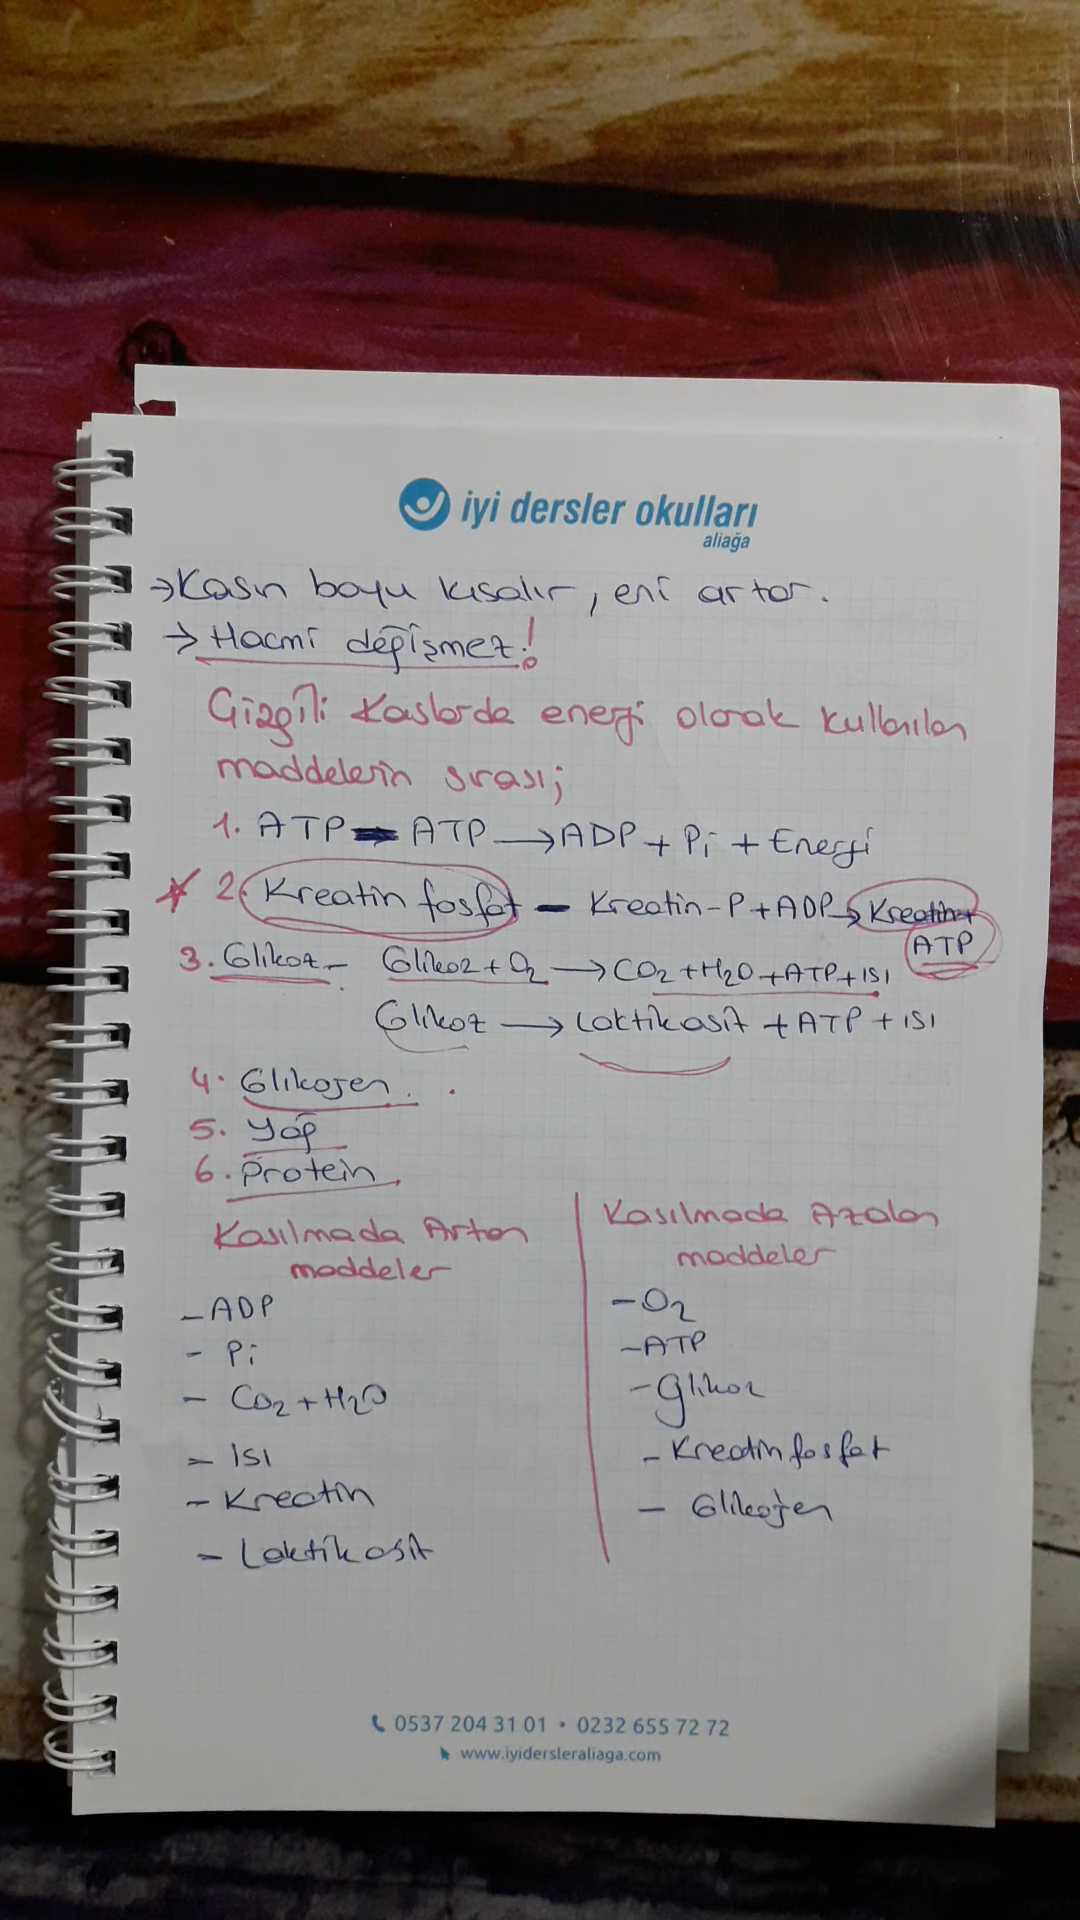 iyi dersler okulları
aliağa
→ Kasın boyu kısalır, eni artar.
→ Hacmi değişmez!
Çizgili Kaslarda enerji olarak kullanılan
maddelerin sırası;
1. ATP - ATP → ADP + Pi + Enerji
2. Kreatin fosfat - Kreatin-P + ADP → Kreatin +
ATP
3. Glikoz - Glikoz + O2 → CO2 + H2O + ATP + ISI
Glikoz → Laktik asit + ATP + ISI
4. Glikojen.
5. Yağ
6. Protein
Kasılmada Artan
maddeler
- ADP
- Pi
- CO2 + H2O
- ISI
- Kreatin
- Laktik asit
Kasılmada Azalan
maddeler
- O2
- ATP
- glikoz
- Kreatin fosfat
- Glikojen
0537 204 31 01 • 0232 655 72 72
www.iyidersleraliaga.com